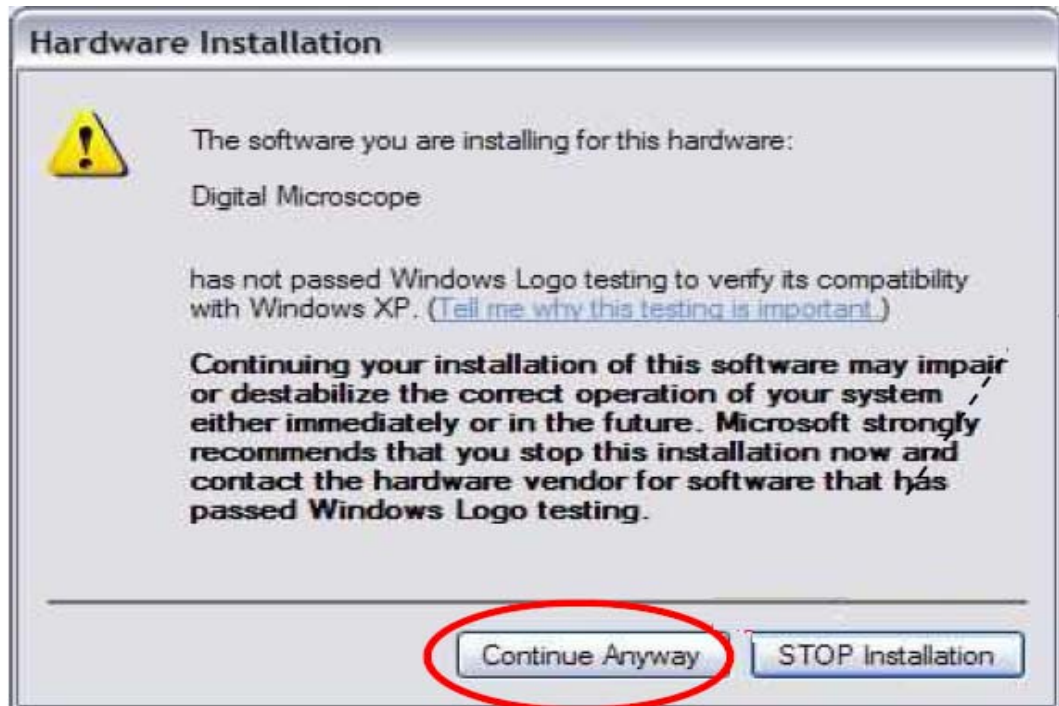 Hardware Installation
The software you are installing for this hardware:
Digital Microscope
has not passed Windows Logo testing to verify its compatibility
with Windows XP. (Tell me why this testing is important.)
Continuing your installation of this software may impair
or destabilize the correct operation of your system
either immediately or in the future. Microsoft strongly
recommends that you stop this installation now and
contact the hardware vendor for software that has
passed Windows Logo testing.
Continue Anyway
STOP Installation